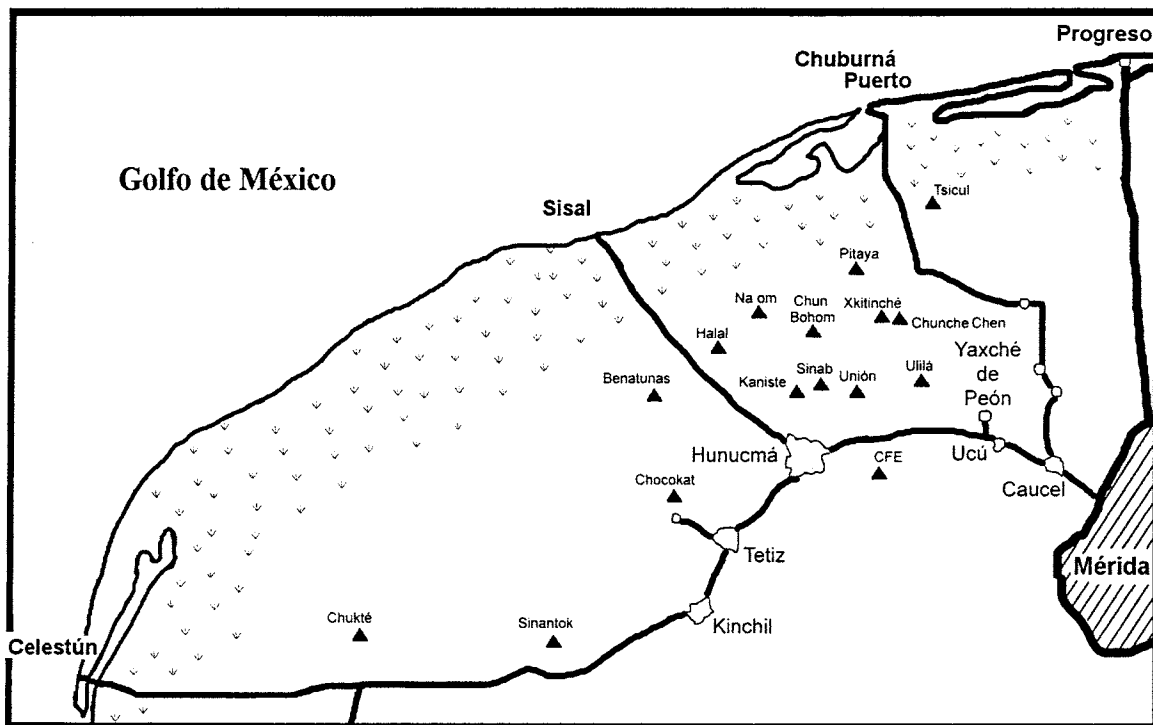 Progreso
Chuburná
Puerto
Golfo de México
Tsicul
Sisal
Pitaya
Na om
Chun
Bohom
Xkitinché
Chunche Chen
Halal
Yaxché
de
Peón
Benatunas
Kaniste
Sinab
Unión
Ulilá
Hunucmá
CFE
Ucú
Caucel
Chocokat
Tetiz
Mérida
Chukté
Sinantok
Kinchil
Celestún